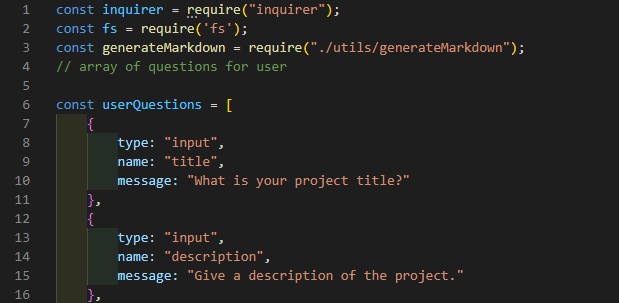 1 const inquirer = require("inquirer");
2 const fs = require('fs');
3 const generateMarkdown = require("./utils/generateMarkdown");
4 // array of questions for user
5
6 const userQuestions = [
7     {
8         type: "input",
9         name: "title",
10         message: "What is your project title?"
11     },
12     {
13         type: "input",
14         name: "description",
15         message: "Give a description of the project."
16     },